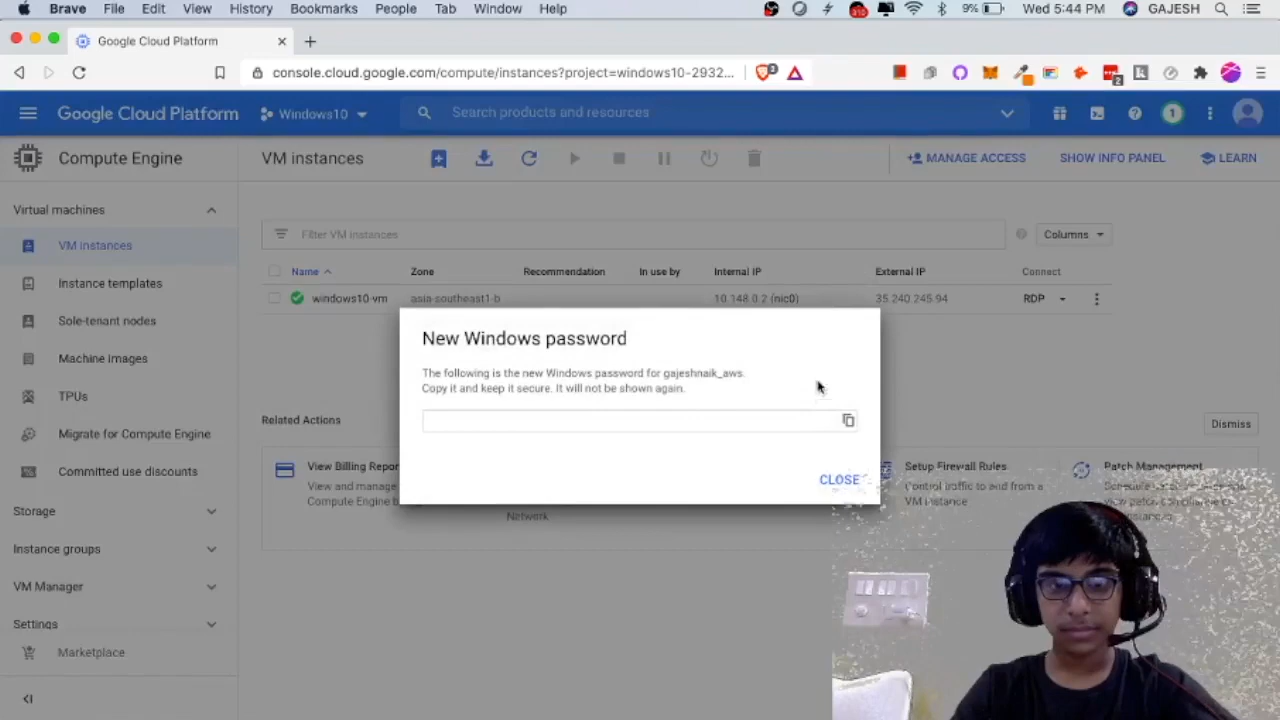 Brave File Edit View History Bookmarks People Tab Window Help 9% Wed 5:44 PM GAJESH
Google Cloud Platform
console.cloud.google.com/compute/instances?project=windows10-2932...
Google Cloud Platform Windows10 Search products and resources 1
Compute Engine VM instances MANAGE ACCESS SHOW INFO PANEL LEARN
Virtual machines
VM instances
Instance templates
Sole-tenant nodes
Machine images
TPUs
Migrate for Compute Engine
Committed use discounts
Storage
Instance groups
VM Manager
Settings
Marketplace
Filter VM instances Columns
Name Zone Recommendation In use by Internal IP External IP Connect
windows10-vm asia-southeast1-b 10.148.0.2 (nic0) 35.240.245.94 RDP
New Windows password
The following is the new Windows password for gajeshnaik_aws.
Copy it and keep it secure. It will not be shown again.
CLOSE
Related Actions Dismiss
View Billing Repor
View and manage
Compute Engine b
Network
Setup Firewall Rules
Control traffic to and from a
VM instance
Patch Management